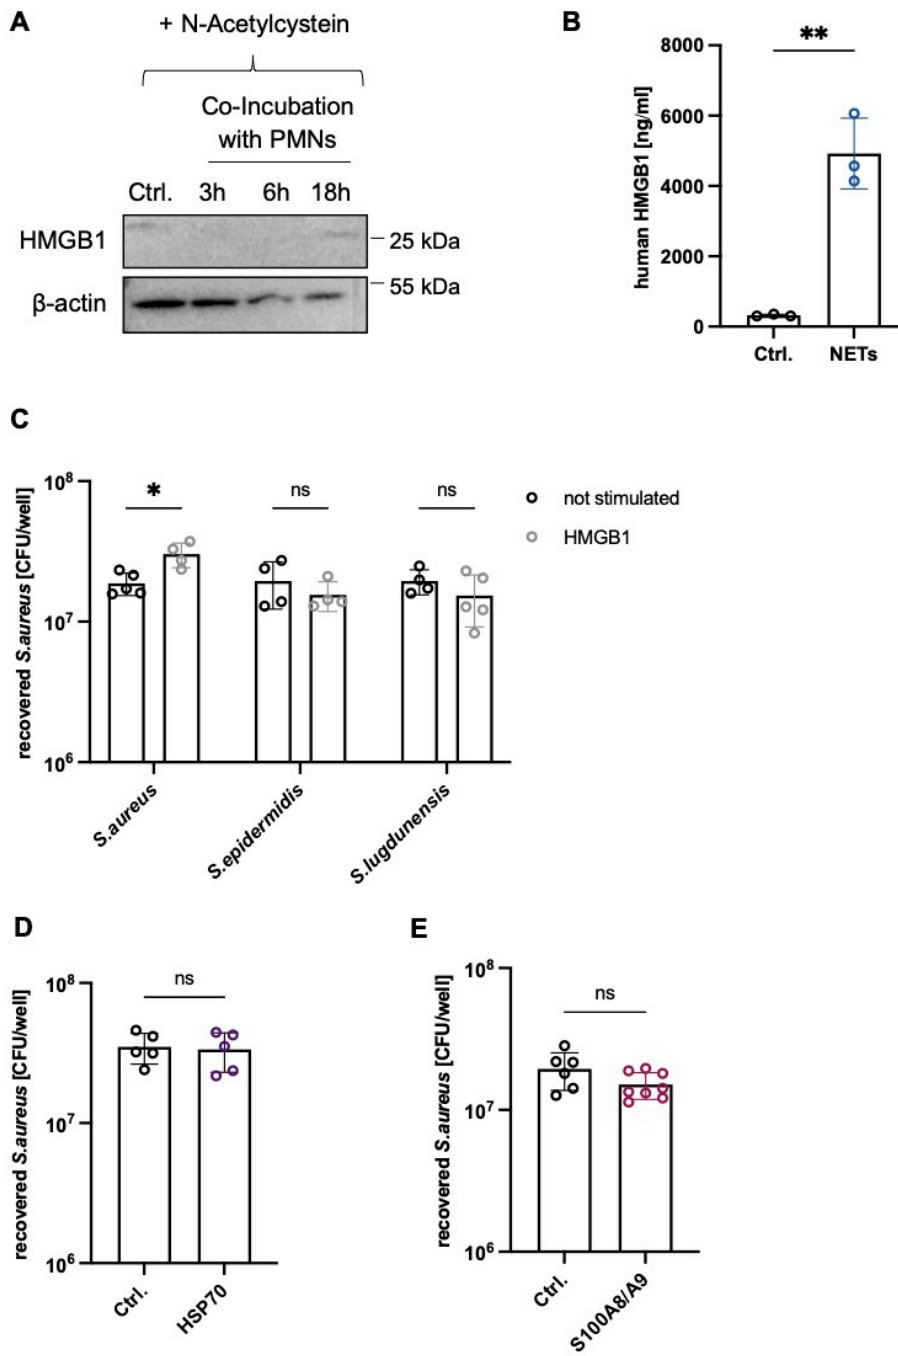 A
+ N-Acetylcystein
Co-Incubation
with PMNs
Ctrl. 3h 6h 18h
HMGB1
25 kDa
β-actin
55 kDa
B
**
human HMGB1 [ng/ml]
8000
6000
4000
2000
0
Ctrl. NETs
C
recovered S.aureus [CFU/well]
10⁸
10⁷
10⁶
* ns ns
not stimulated
HMGB1
S.aureus
S.epidermidis
S.lugdunensis
D
recovered S.aureus [CFU/well]
10⁸
10⁷
10⁶
ns
Ctrl.
HSP70
E
recovered S.aureus [CFU/well]
10⁸
10⁷
10⁶
ns
Ctrl.
S100A8/A9